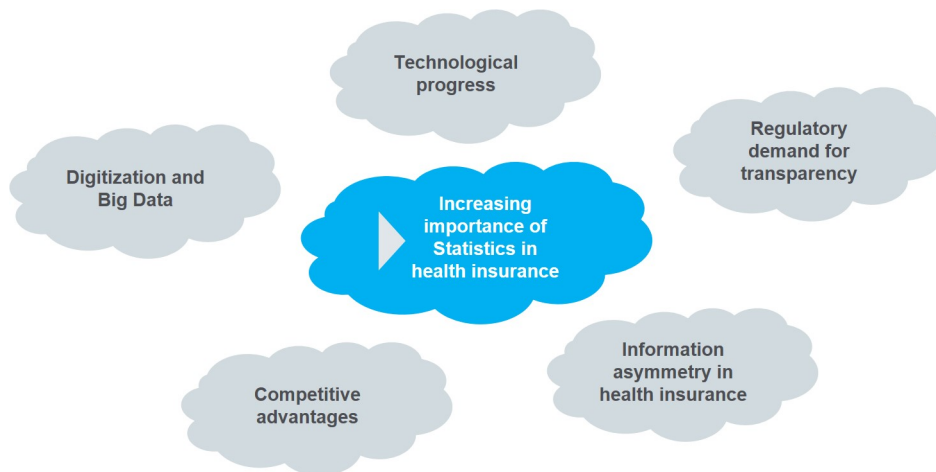 Technological
progress
Regulatory
demand for
transparency
Digitization and
Big Data
Increasing
importance of
Statistics in
health insurance
Information
asymmetry in
health insurance
Competitive
advantages